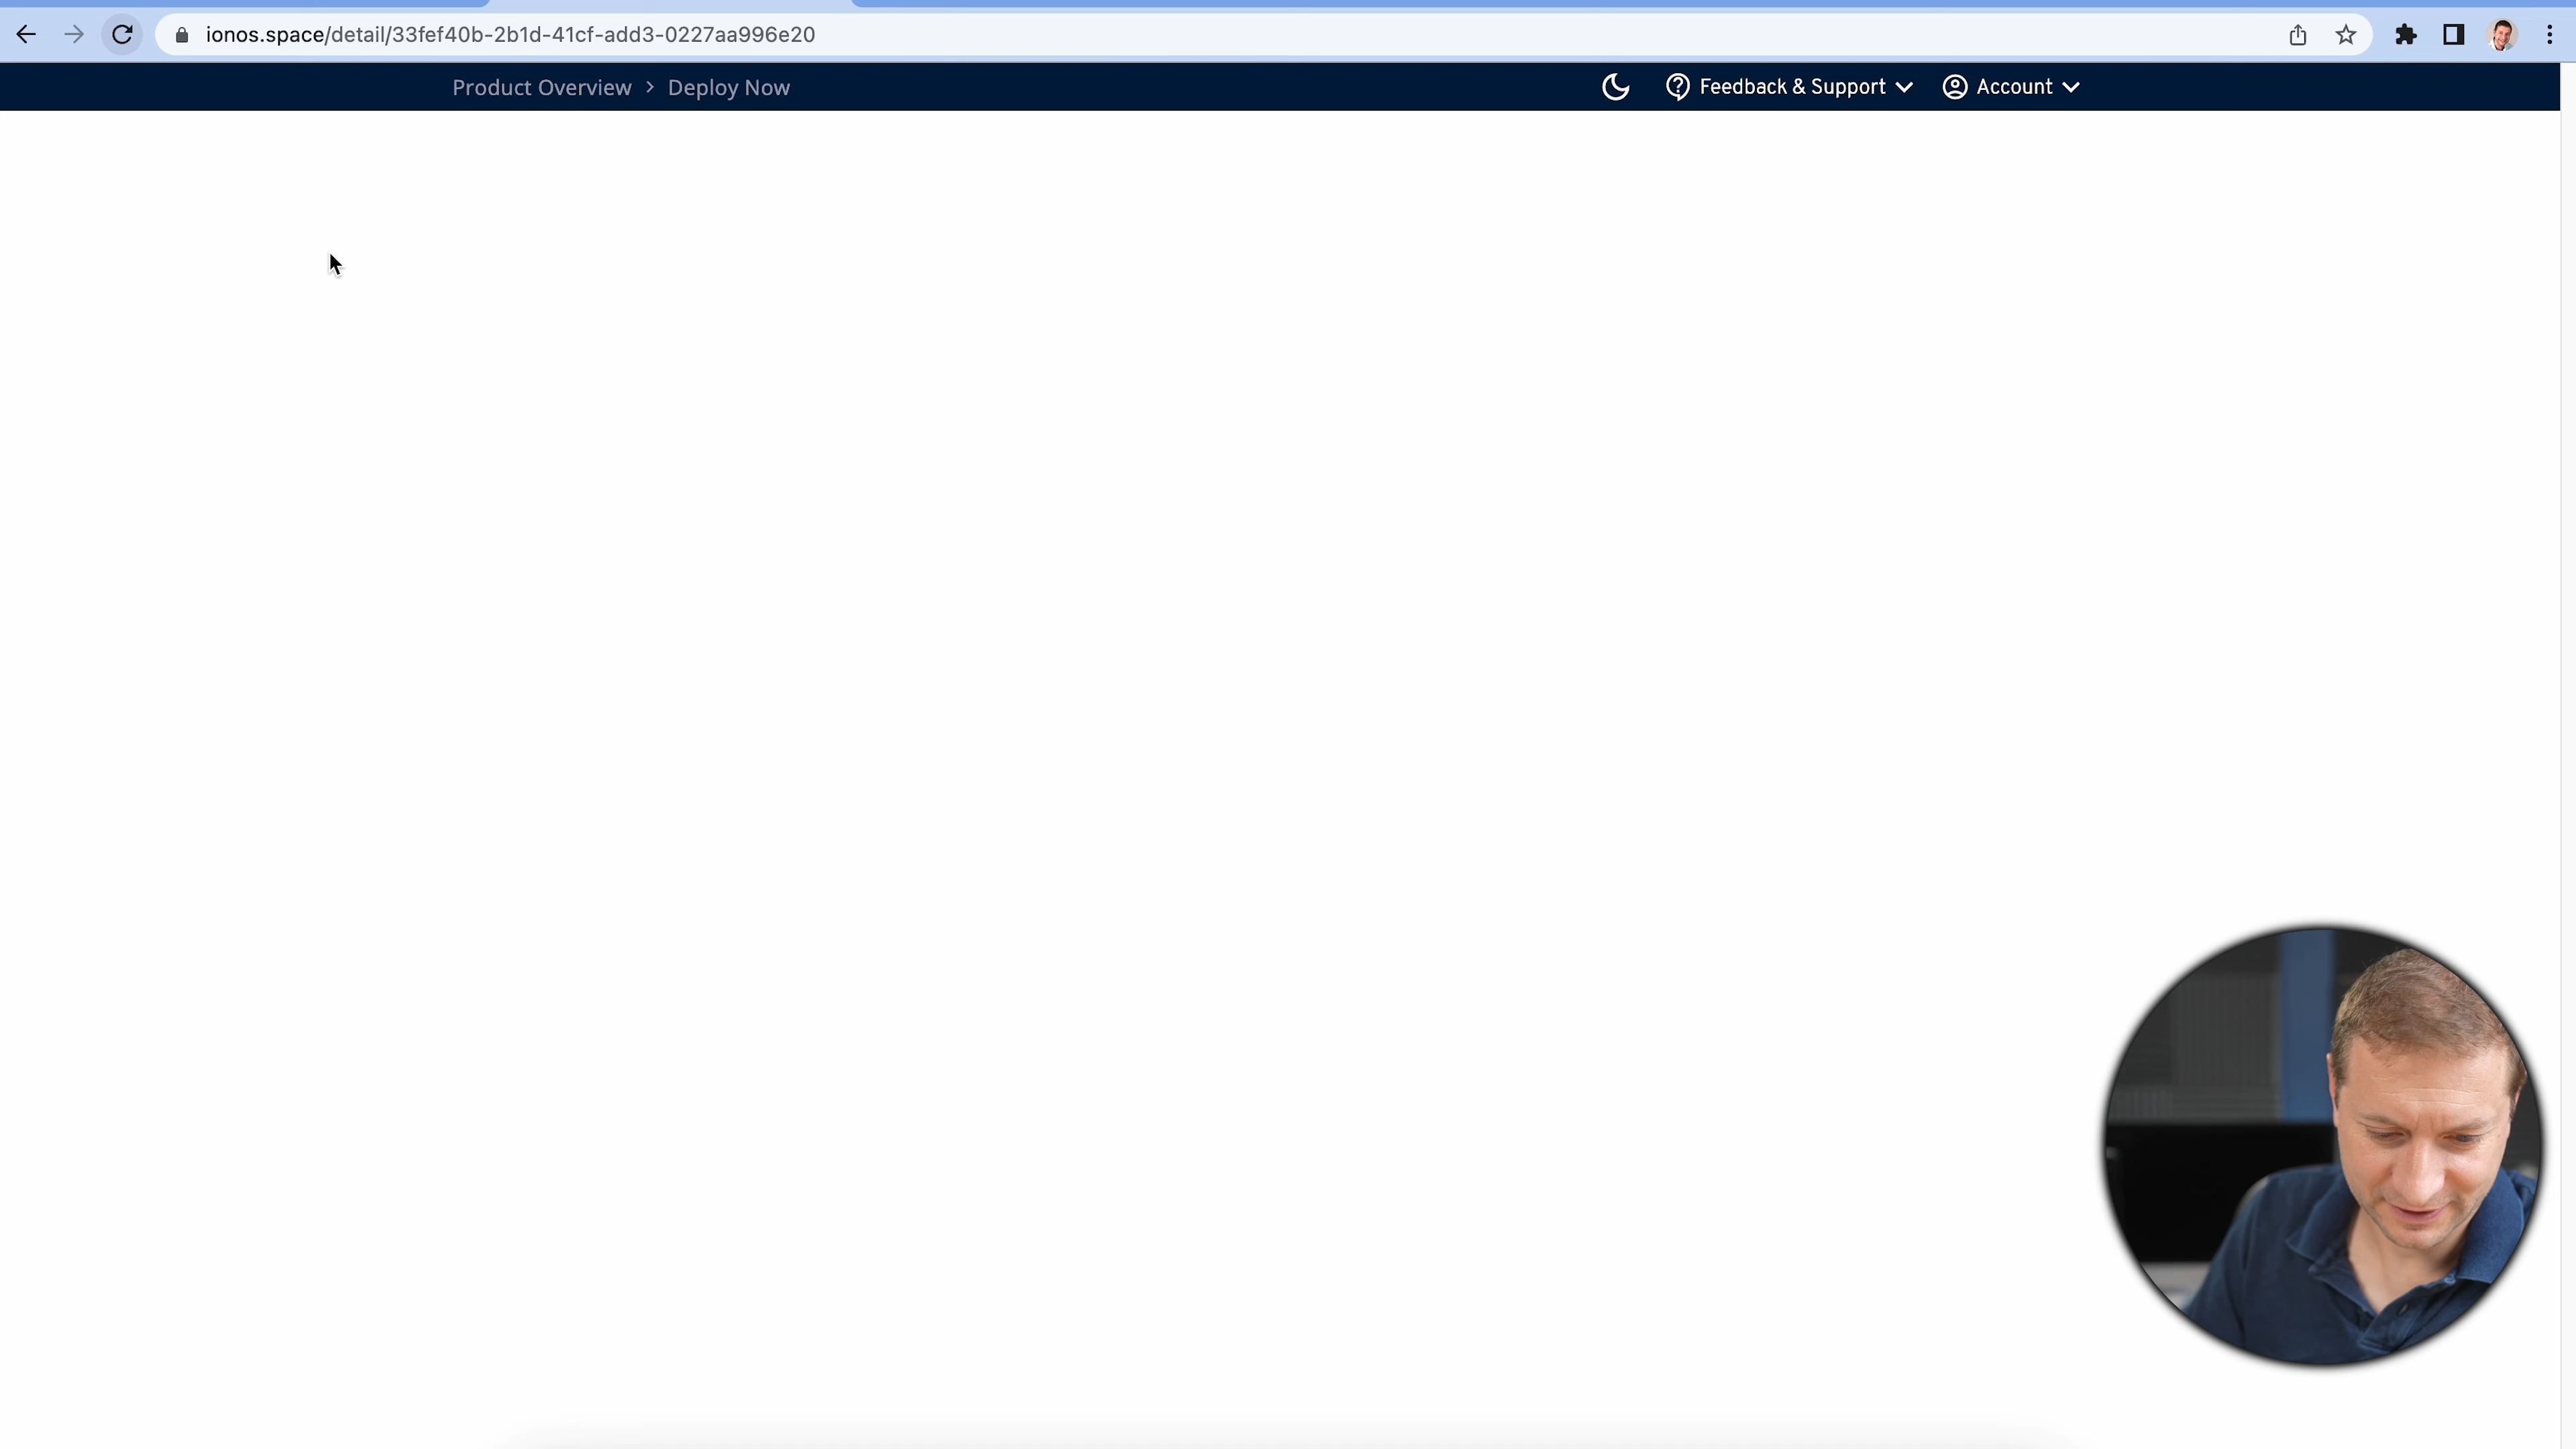 ionos.space/detail/33fef40b-2b1d-41cf-add3-0227aa996e20
Product Overview > Deploy Now
Feedback & Support
Account